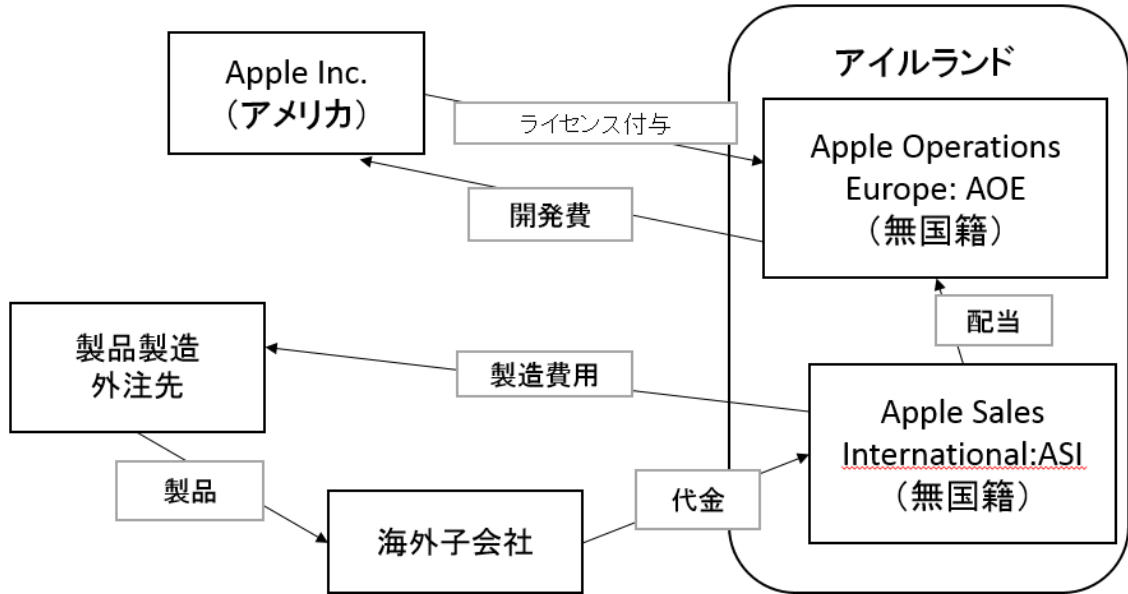 アイルランド
Apple Inc.
（アメリカ）
ライセンス付与
Apple Operations
Europe: AOE
（無国籍）
開発費
配当
製品製造
外注先
製造費用
Apple Sales
International:ASI
（無国籍）
製品
代金
海外子会社